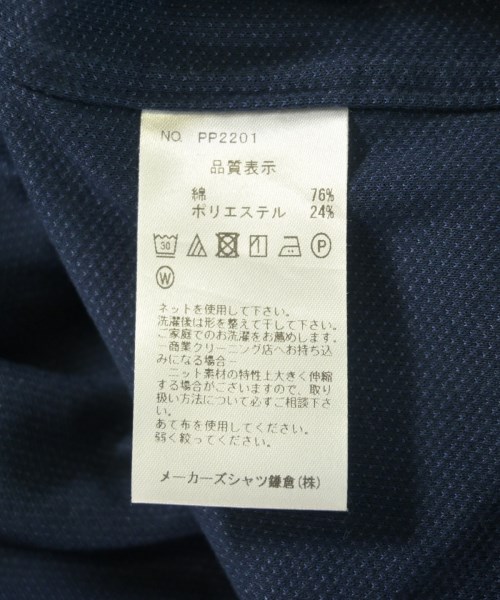 NO. PP2201
品質表示
綿 76%
ポリエステル 24%
30
P
W
ネットを使用して下さい。
洗濯後は形を整えて干して下さい。
ご家庭でのお洗濯をお薦めします。
－商業クリーニング店へお持ち込
みになる場合－
ニット素材の特性上大きく伸縮
する場合がございますので、取り
扱い方法について必ずご相談下さ
い。
あて布を使用してください。
弱く絞ってください。
メーカーズシャツ鎌倉(株)